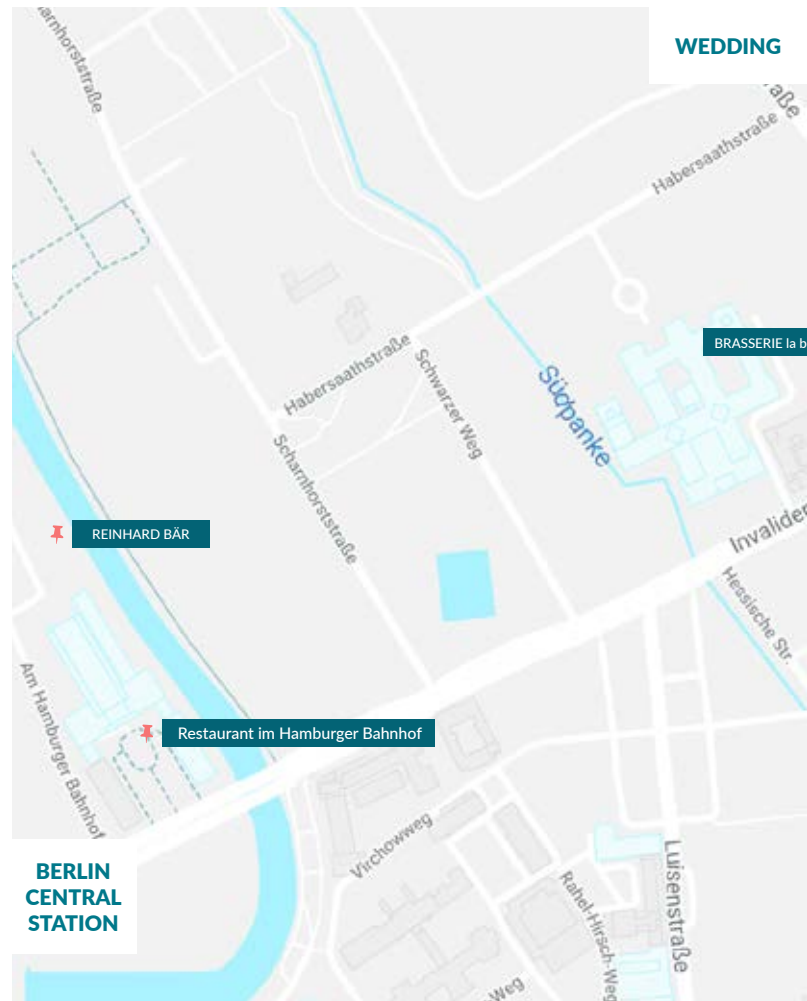 Scharnhorststraße
WEDDING
raße
Habersaathstraße
BRASSERIE la b
Habersaathstraße
Schwarzer Weg
Südpanke
Scharnhorststraße
REINHARD BÄR
Invaliden
Hessische Str.
Am Hamburger Bahnhof
Restaurant im Hamburger Bahnhof
Virchowweg
BERLIN
CENTRAL
STATION
Luisenstraße
Rahel-Hirsch-Weg
-Weg